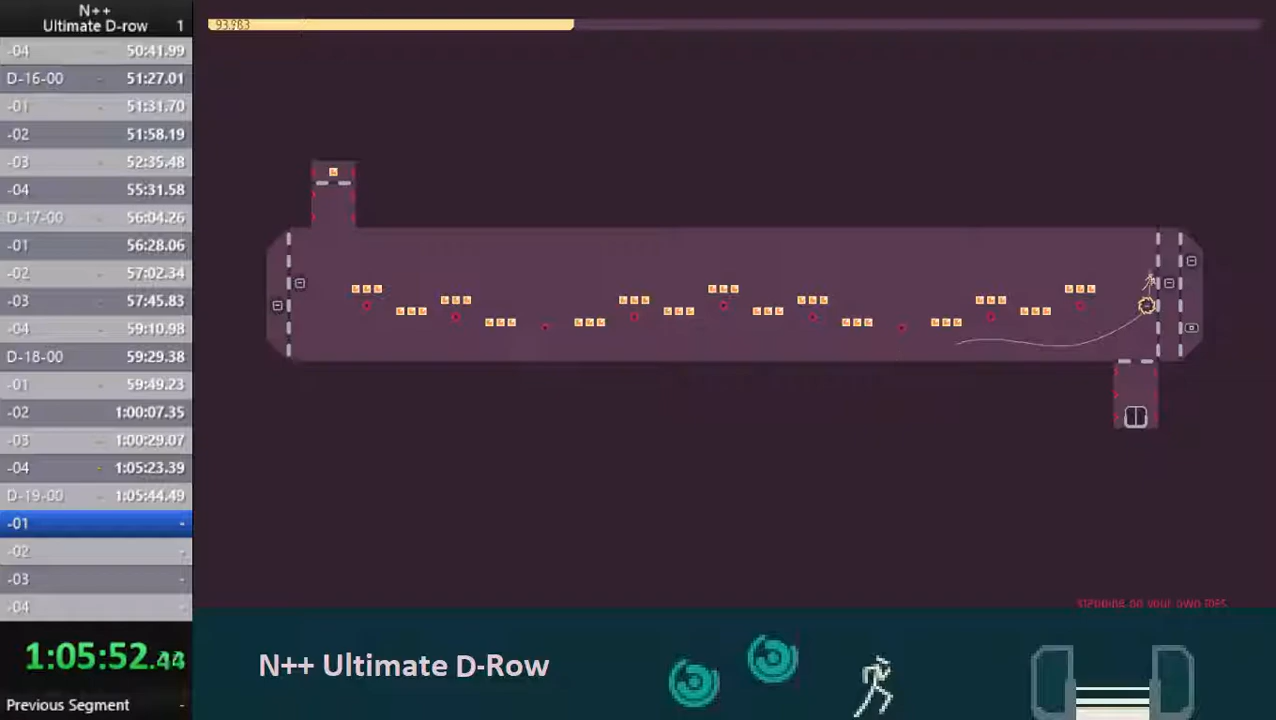 N++
Ultimate D-row 1
-04 50:41.99
D-16-00 - 51:27.01
-01 - 51:31.70
-02 - 51:58.19
-03 - 52:35.48
-04 - 55:31.58
D-17-00 - 56:04.26
-01 - 56:28.06
-02 - 57:02.34
-03 - 57:45.83
-04 - 59:10.98
D-18-00 - 59:29.38
-01 - 59:49.23
-02 - 1:00:07.35
-03 - 1:00:29.07
-04 - 1:05:23.39
D-19-00 - 1:05:44.49
-01 -
-02 -
-03 -
-04 -
1:05:52.44
Previous Segment -
stepping on your own toes
N++ Ultimate D-Row